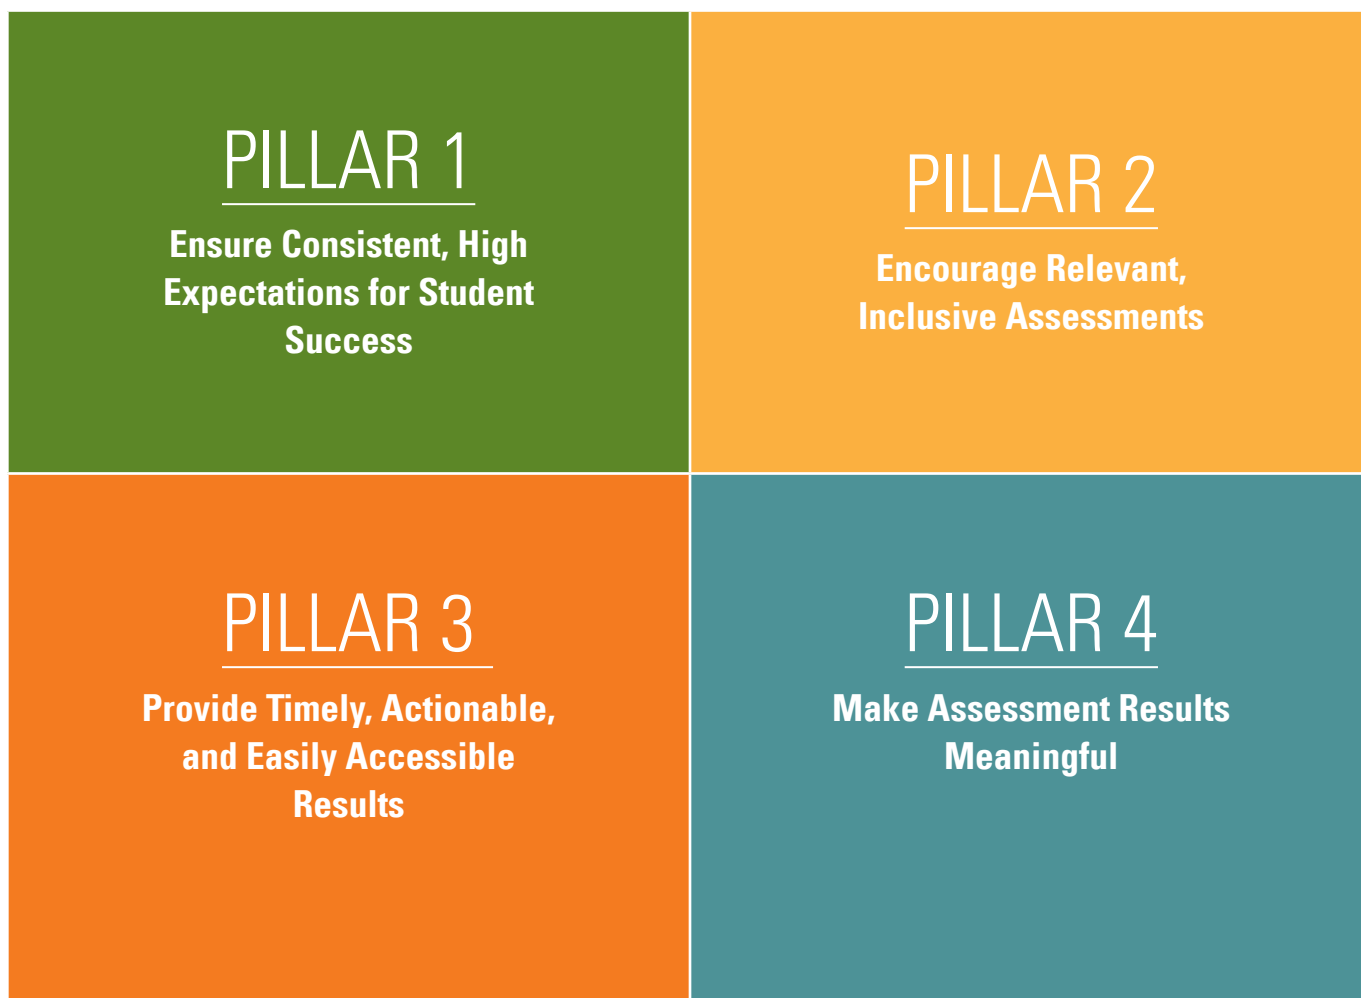 PILLAR 1
Ensure Consistent, High
Expectations for Student
Success
PILLAR 2
Encourage Relevant,
Inclusive Assessments
PILLAR 3
Provide Timely, Actionable,
and Easily Accessible
Results
PILLAR 4
Make Assessment Results
Meaningful